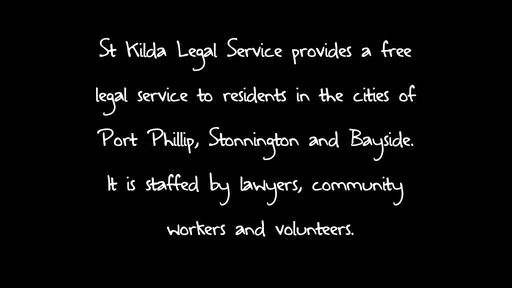 St Kilda Legal Service provides a free
legal service to residents in the cities of
Port Phillip, Stonnington and Bayside.
It is staffed by lawyers, community
workers and volunteers.